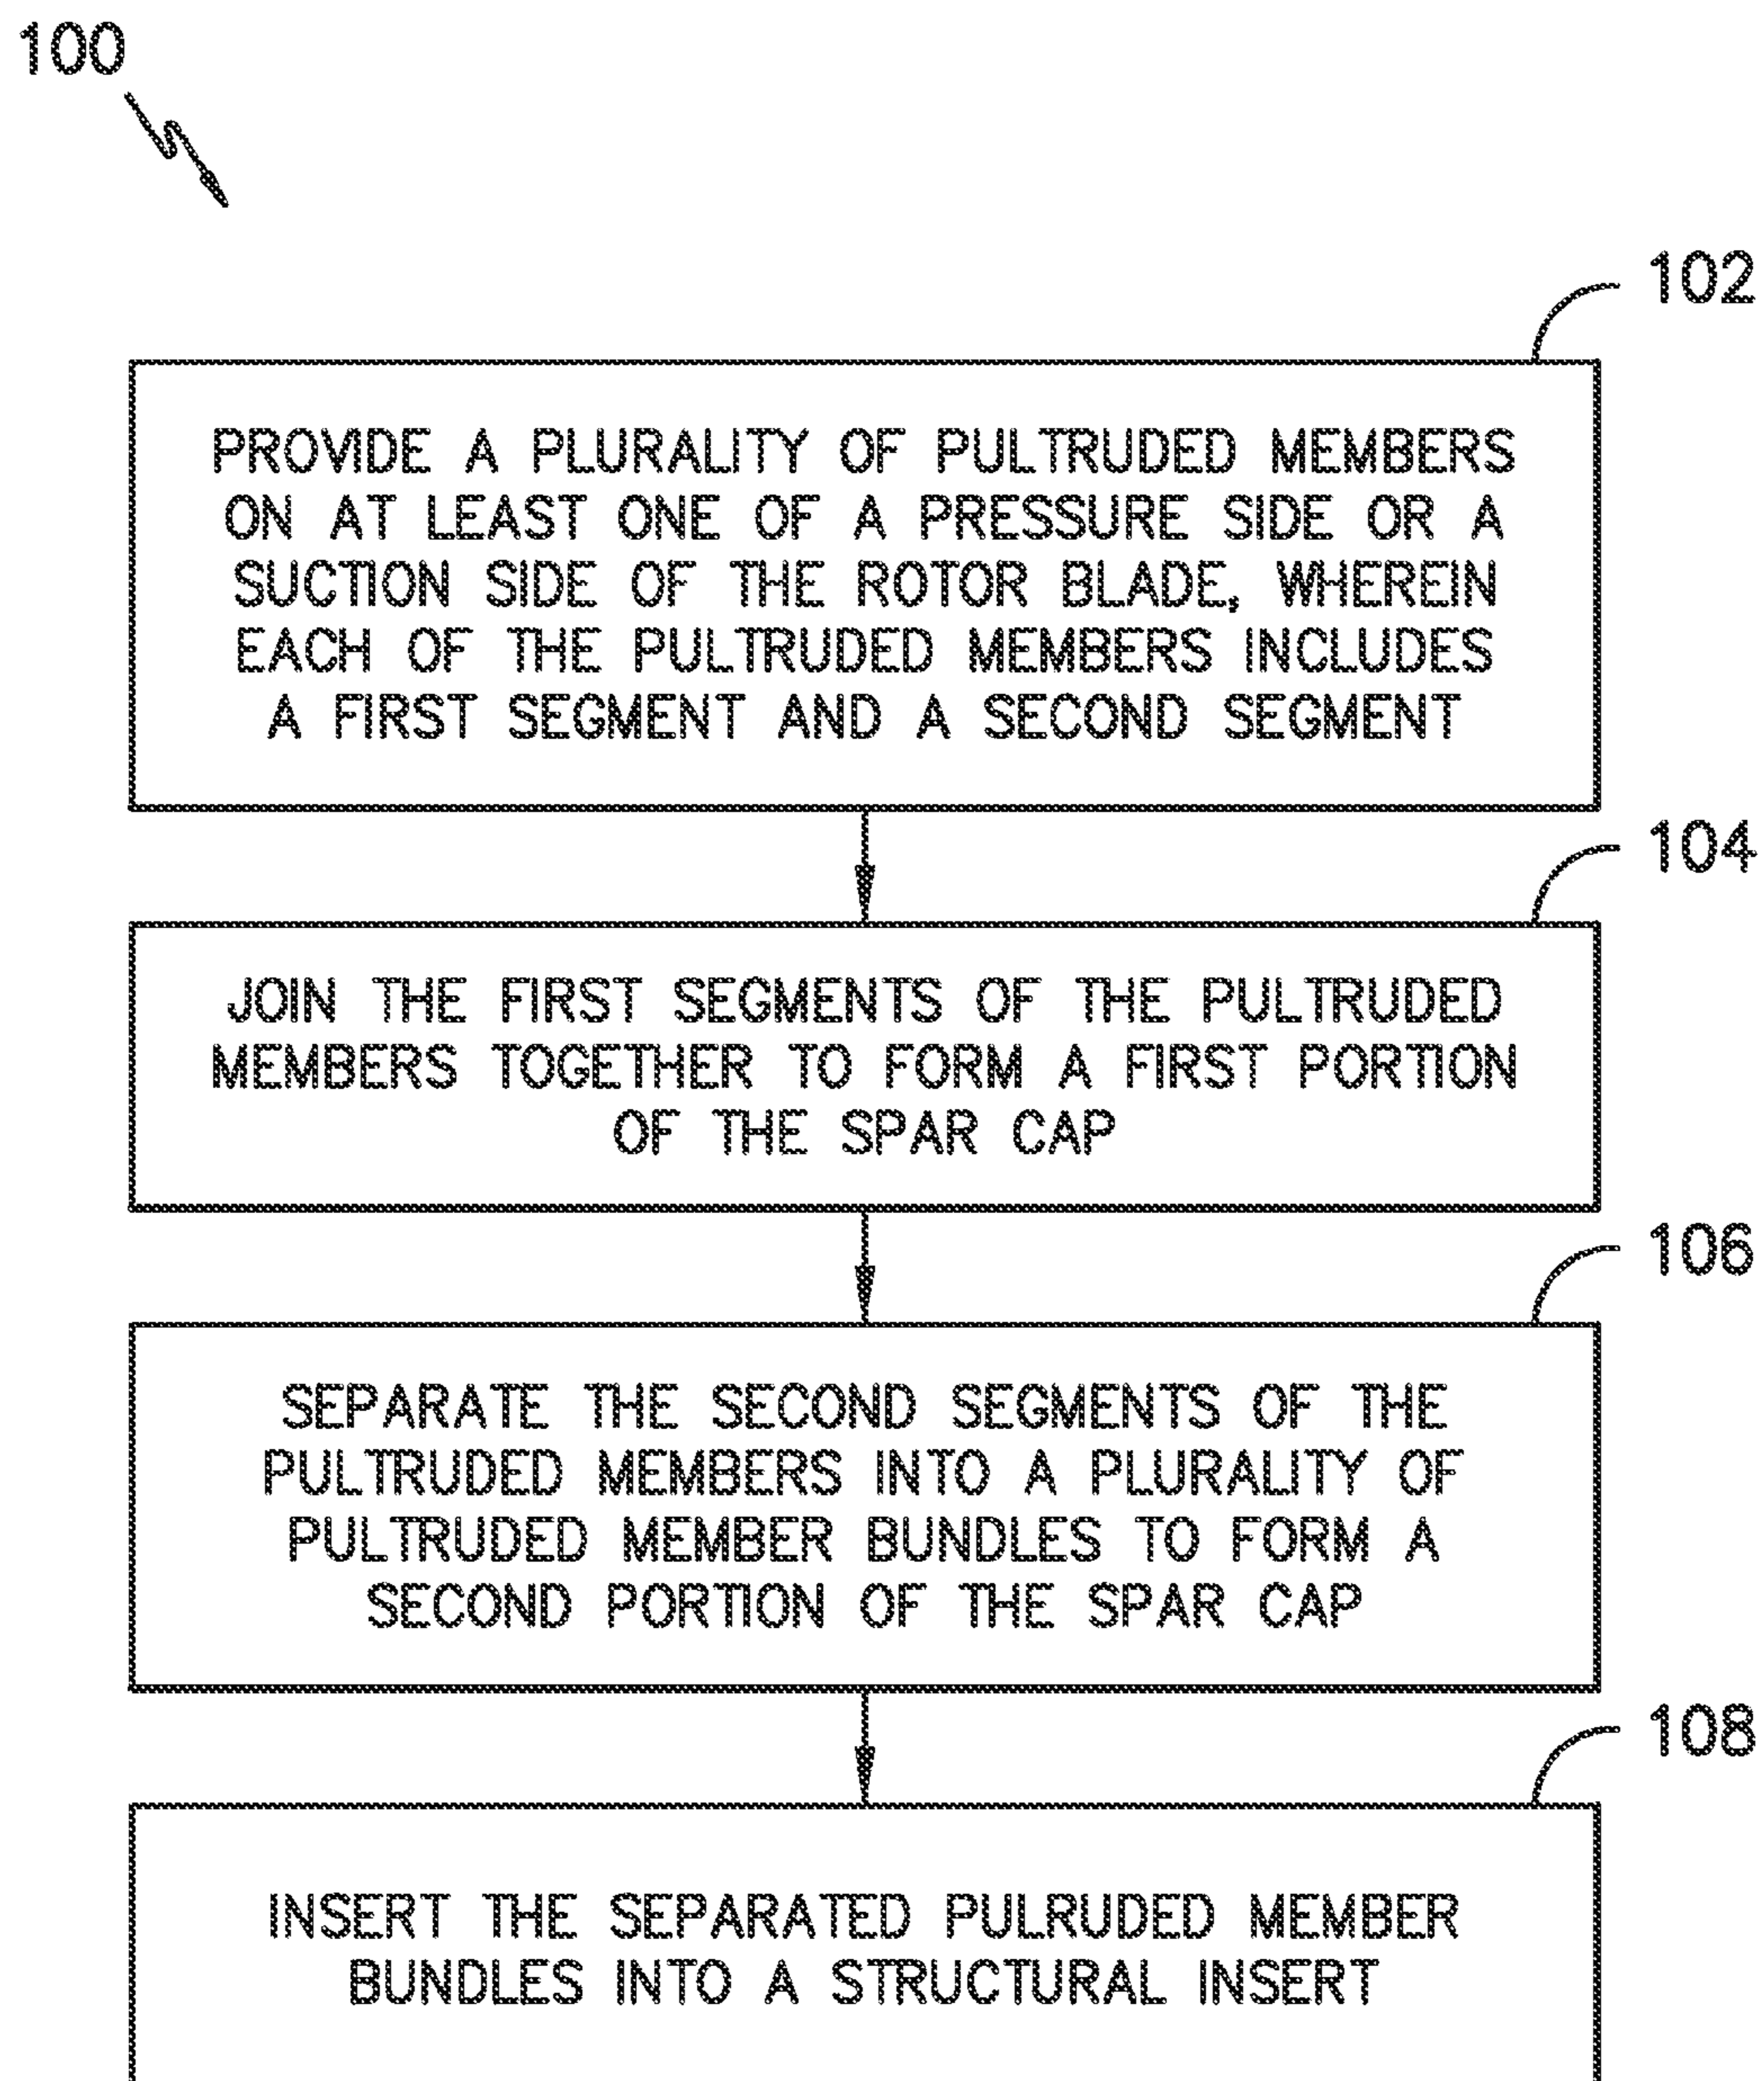 100
102
PROVIDE A PLURALITY OF PULTRUDED MEMBERS
ON AT LEAST ONE OF A PRESSURE SIDE OR A
SUCTION SIDE OF THE ROTOR BLADE, WHEREIN
EACH OF THE PULTRUDED MEMBERS INCLUDES
A FIRST SEGMENT AND A SECOND SEGMENT
104
JOIN THE FIRST SEGMENTS OF THE PULTRUDED
MEMBERS TOGETHER TO FORM A FIRST PORTION
OF THE SPAR CAP
106
SEPARATE THE SECOND SEGMENTS OF THE
PULTRUDED MEMBERS INTO A PLURALITY OF
PULTRUDED MEMBER BUNDLES TO FORM A
SECOND PORTION OF THE SPAR CAP
108
INSERT THE SEPARATED PULRUDED MEMBER
BUNDLES INTO A STRUCTURAL INSERT